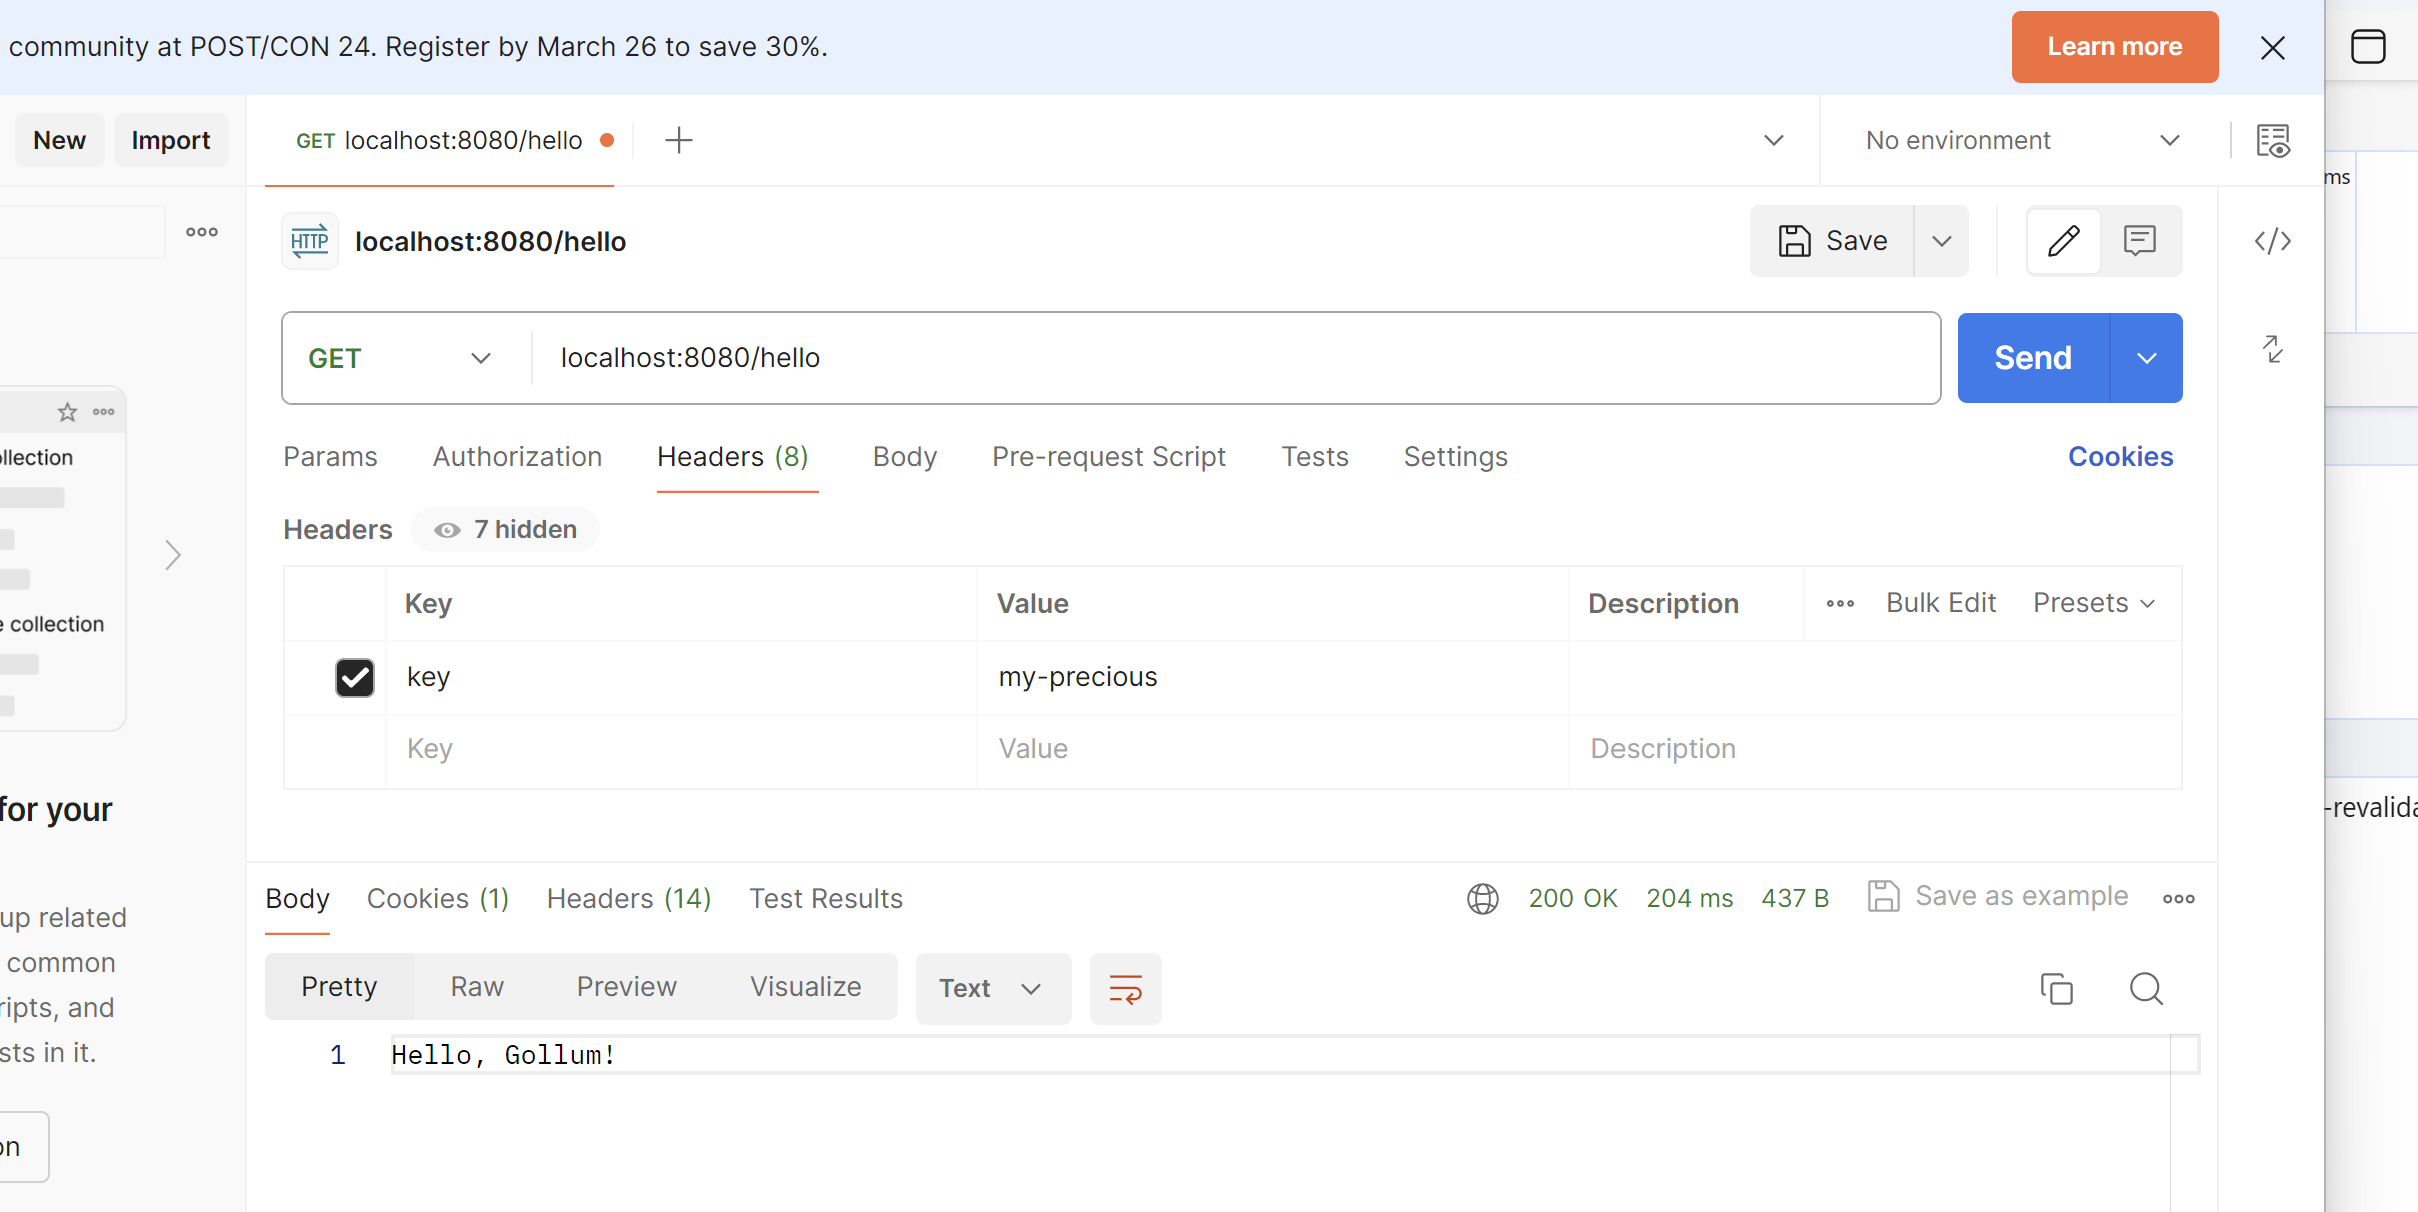 community at POST/CON 24. Register by March 26 to save 30%.
Learn more
New
Import
GET localhost:8080/hello
No environment
ms
HTTP
localhost:8080/hello
Save
GET
localhost:8080/hello
Send
Params
Authorization
Headers (8)
Body
Pre-request Script
Tests
Settings
Cookies
Headers
7 hidden
Key
Value
Description
Bulk Edit
Presets
key
my-precious
Key
Value
Description
ollection
e collection
for your
up related
common
ripts, and
sts in it.
on
-revalida
Body
Cookies (1)
Headers (14)
Test Results
200 OK
204 ms
437 B
Save as example
Pretty
Raw
Preview
Visualize
Text
1
Hello, Gollum!